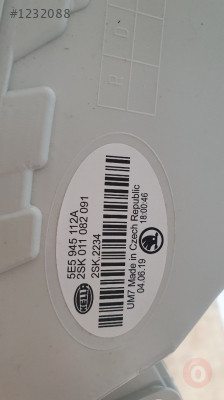 #1232088
5E5 945 112A
2SK 011 082 091
2SK.2234
HELLA
UM7 Made in Czech Republic
04.06.19 18:00:46